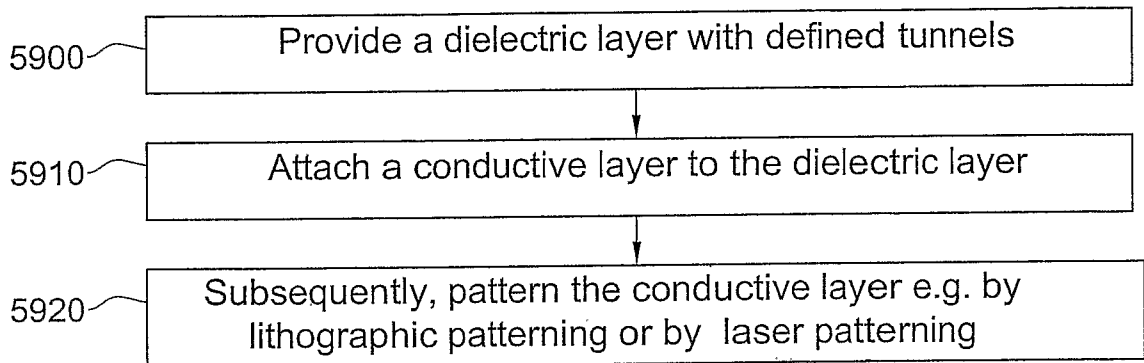 5900
Provide a dielectric layer with defined tunnels
5910
Attach a conductive layer to the dielectric layer
5920
Subsequently, pattern the conductive layer e.g. by
lithographic patterning or by laser patterning